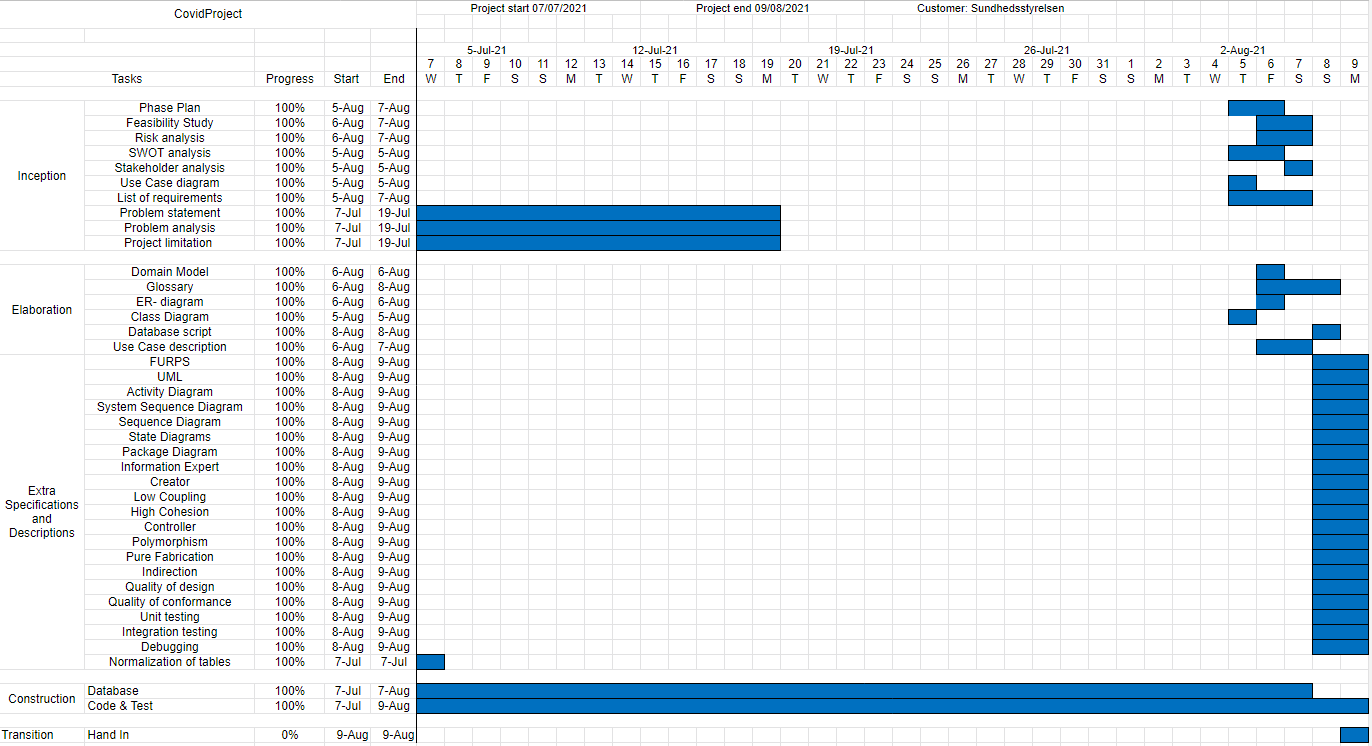 CovidProject Project start 07/07/2021 Project end 09/08/2021 Customer: Sundhedsstyrelsen
5-Jul-21 12-Jul-21 19-Jul-21 26-Jul-21 2-Aug-21
7 8 9 10 11 12 13 14 15 16 17 18 19 20 21 22 23 24 25 26 27 28 29 30 31 1 2 3 4 5 6 7 8 9
Tasks Progress Start End W T F S S M T W T F S S M T W T F S S M T W T F S S M T W T F S S M
Inception
Phase Plan 100% 5-Aug 7-Aug
Feasibility Study 100% 6-Aug 7-Aug
Risk analysis 100% 6-Aug 7-Aug
SWOT analysis 100% 5-Aug 5-Aug
Stakeholder analysis 100% 5-Aug 5-Aug
Use Case diagram 100% 5-Aug 5-Aug
List of requirements 100% 5-Aug 7-Aug
Problem statement 100% 7-Jul 19-Jul
Problem analysis 100% 7-Jul 19-Jul
Project limitation 100% 7-Jul 19-Jul
Elaboration
Domain Model 100% 6-Aug 6-Aug
Glossary 100% 6-Aug 8-Aug
ER- diagram 100% 6-Aug 6-Aug
Class Diagram 100% 5-Aug 5-Aug
Database script 100% 8-Aug 8-Aug
Use Case description 100% 6-Aug 7-Aug
Extra
Specifications
and
Descriptions
FURPS 100% 8-Aug 9-Aug
UML 100% 8-Aug 9-Aug
Activity Diagram 100% 8-Aug 9-Aug
System Sequence Diagram 100% 8-Aug 9-Aug
Sequence Diagram 100% 8-Aug 9-Aug
State Diagrams 100% 8-Aug 9-Aug
Package Diagram 100% 8-Aug 9-Aug
Information Expert 100% 8-Aug 9-Aug
Creator 100% 8-Aug 9-Aug
Low Coupling 100% 8-Aug 9-Aug
High Cohesion 100% 8-Aug 9-Aug
Controller 100% 8-Aug 9-Aug
Polymorphism 100% 8-Aug 9-Aug
Pure Fabrication 100% 8-Aug 9-Aug
Indirection 100% 8-Aug 9-Aug
Quality of design 100% 8-Aug 9-Aug
Quality of conformance 100% 8-Aug 9-Aug
Unit testing 100% 8-Aug 9-Aug
Integration testing 100% 8-Aug 9-Aug
Debugging 100% 8-Aug 9-Aug
Normalization of tables 100% 7-Jul 7-Jul
Construction
Database 100% 7-Jul 7-Aug
Code & Test 100% 7-Jul 9-Aug
Transition Hand In 0% 9-Aug 9-Aug